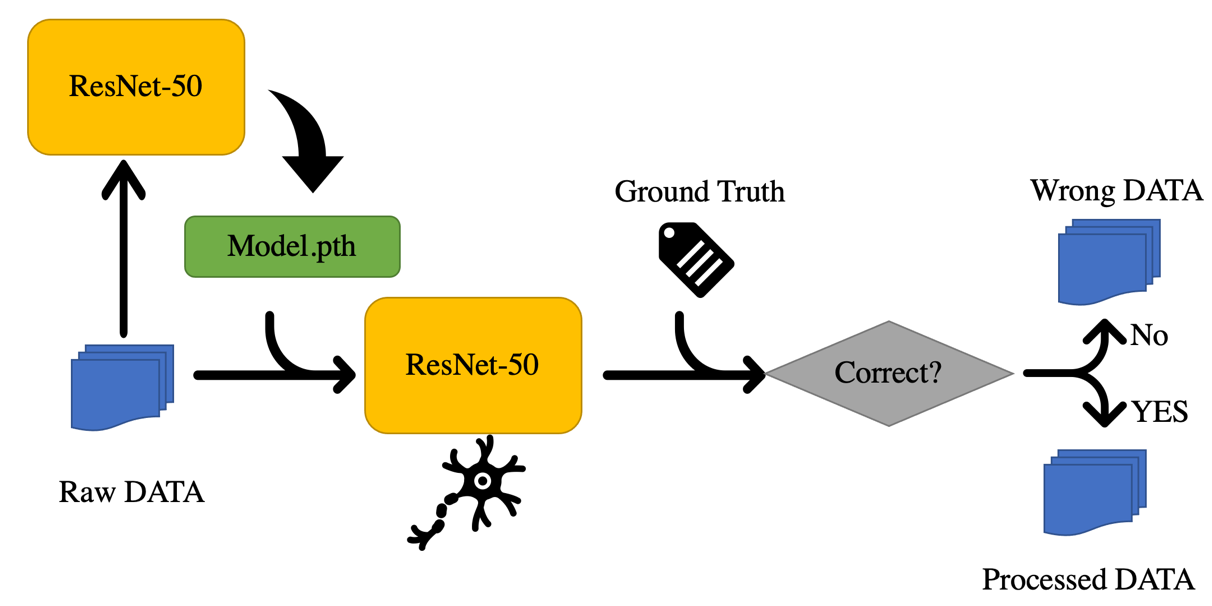 ResNet-50
Model.pth
Ground Truth
Wrong DATA
ResNet-50
Correct?
No
YES
Raw DATA
Processed DATA